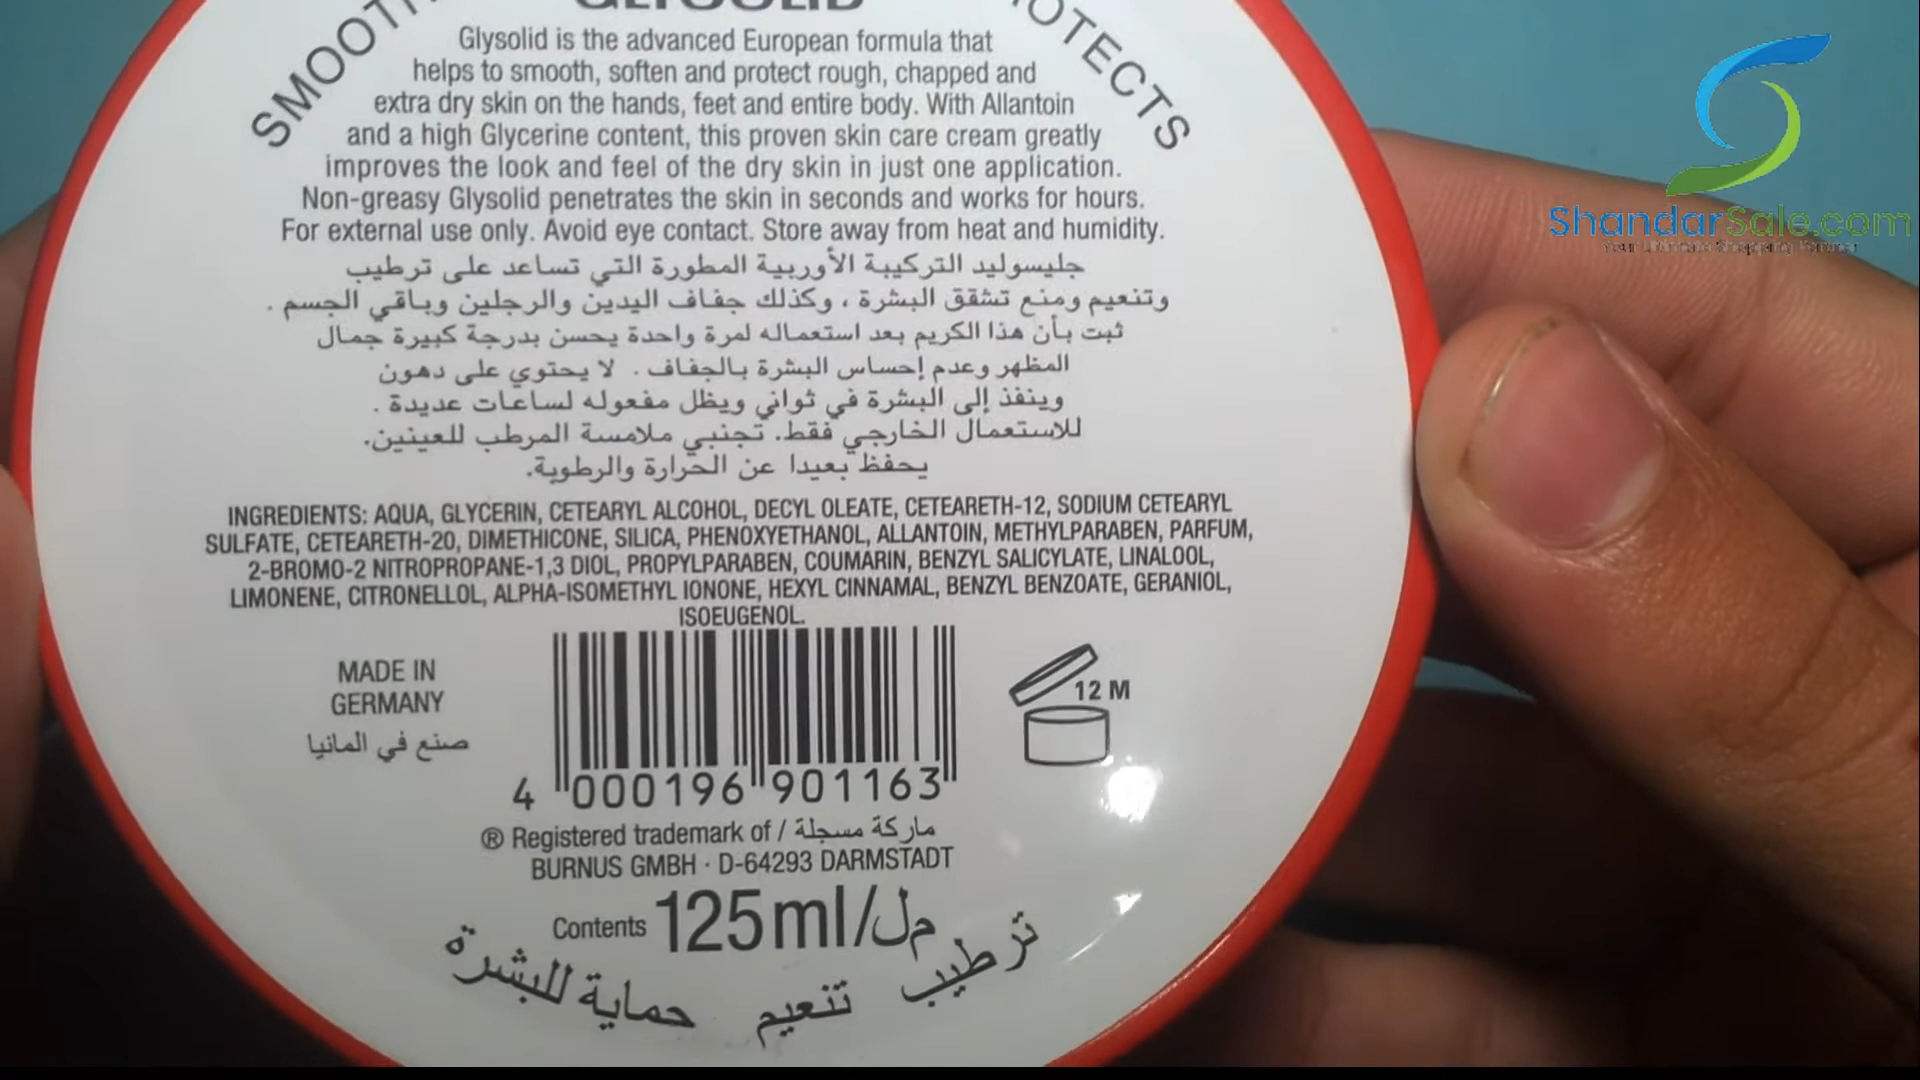 GLYSOLID
SMOOTH
PROTECTS
Glysolid is the advanced European formula that
helps to smooth, soften and protect rough, chapped and
extra dry skin on the hands, feet and entire body. With Allantoin
and a high Glycerine content, this proven skin care cream greatly
improves the look and feel of the dry skin in just one application.
Non-greasy Glysolid penetrates the skin in seconds and works for hours.
For external use only. Avoid eye contact. Store away from heat and humidity.
جليسوليد التركيبة الأوربية المطورة التي تساعد على ترطيب
وتنعيم ومنع تشقق البشرة ، وكذلك جفاف اليدين والرجلين وباقي الجسم .
ثبت بأن هذا الكريم بعد استعماله لمرة واحدة يحسن بدرجة كبيرة جمال
المظهر وعدم إحساس البشرة بالجفاف . لا يحتوي على دهون
وينفذ إلى البشرة في ثواني ويظل مفعوله لساعات عديدة .
للاستعمال الخارجي فقط. تجنبي ملامسة المرطب للعينين.
يحفظ بعيدا عن الحرارة والرطوبة.
INGREDIENTS: AQUA, GLYCERIN, CETEARYL ALCOHOL, DECYL OLEATE, CETEARETH-12, SODIUM CETEARYL
SULFATE, CETEARETH-20, DIMETHICONE, SILICA, PHENOXYETHANOL, ALLANTOIN, METHYLPARABEN, PARFUM,
2-BROMO-2 NITROPROPANE-1,3 DIOL, PROPYLPARABEN, COUMARIN, BENZYL SALICYLATE, LINALOOL,
LIMONENE, CITRONELLOL, ALPHA-ISOMETHYL IONONE, HEXYL CINNAMAL, BENZYL BENZOATE, GERANIOL,
ISOEUGENOL.
MADE IN
GERMANY
صنع في المانيا
12 M
4 000196 901163
® Registered trademark of / ماركة مسجلة
BURNUS GMBH · D-64293 DARMSTADT
Contents 125ml/مل
ترطيب تنعيم حماية للبشرة
ShandarSale.com
Your Ultimate Shopping Partner